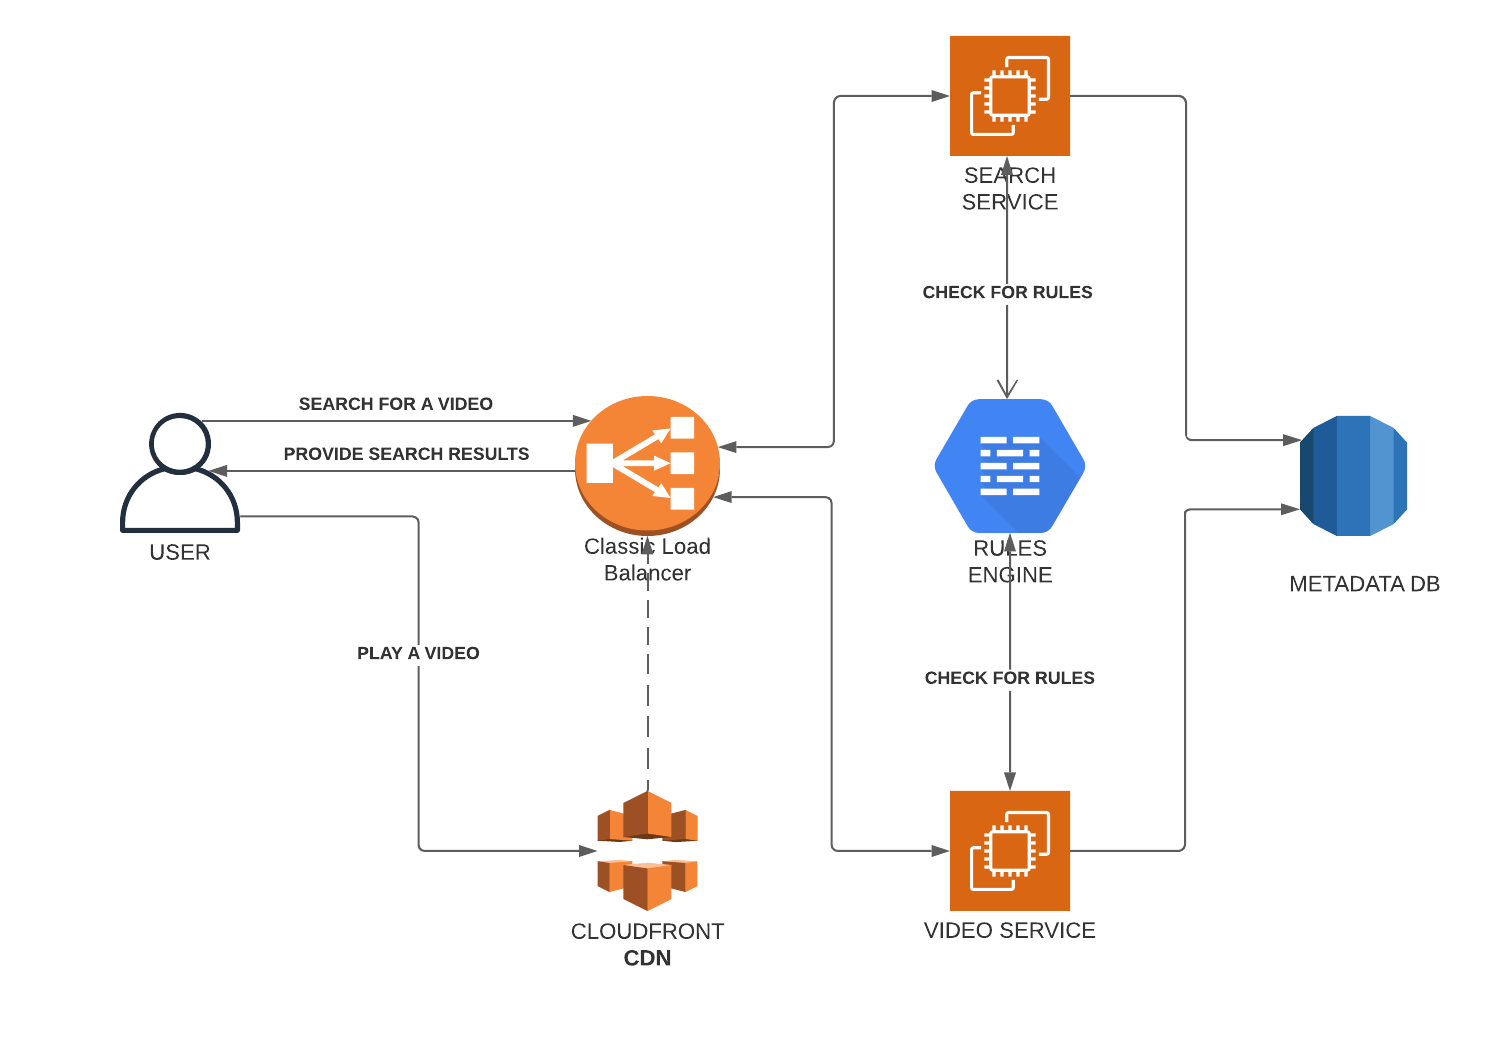 SEARCH
SERVICE
CHECK FOR RULES
SEARCH FOR A VIDEO
PROVIDE SEARCH RESULTS
USER
Classic Load
Balancer
RULES
ENGINE
METADATA DB
PLAY A VIDEO
CHECK FOR RULES
CLOUDFRONT
CDN
VIDEO SERVICE